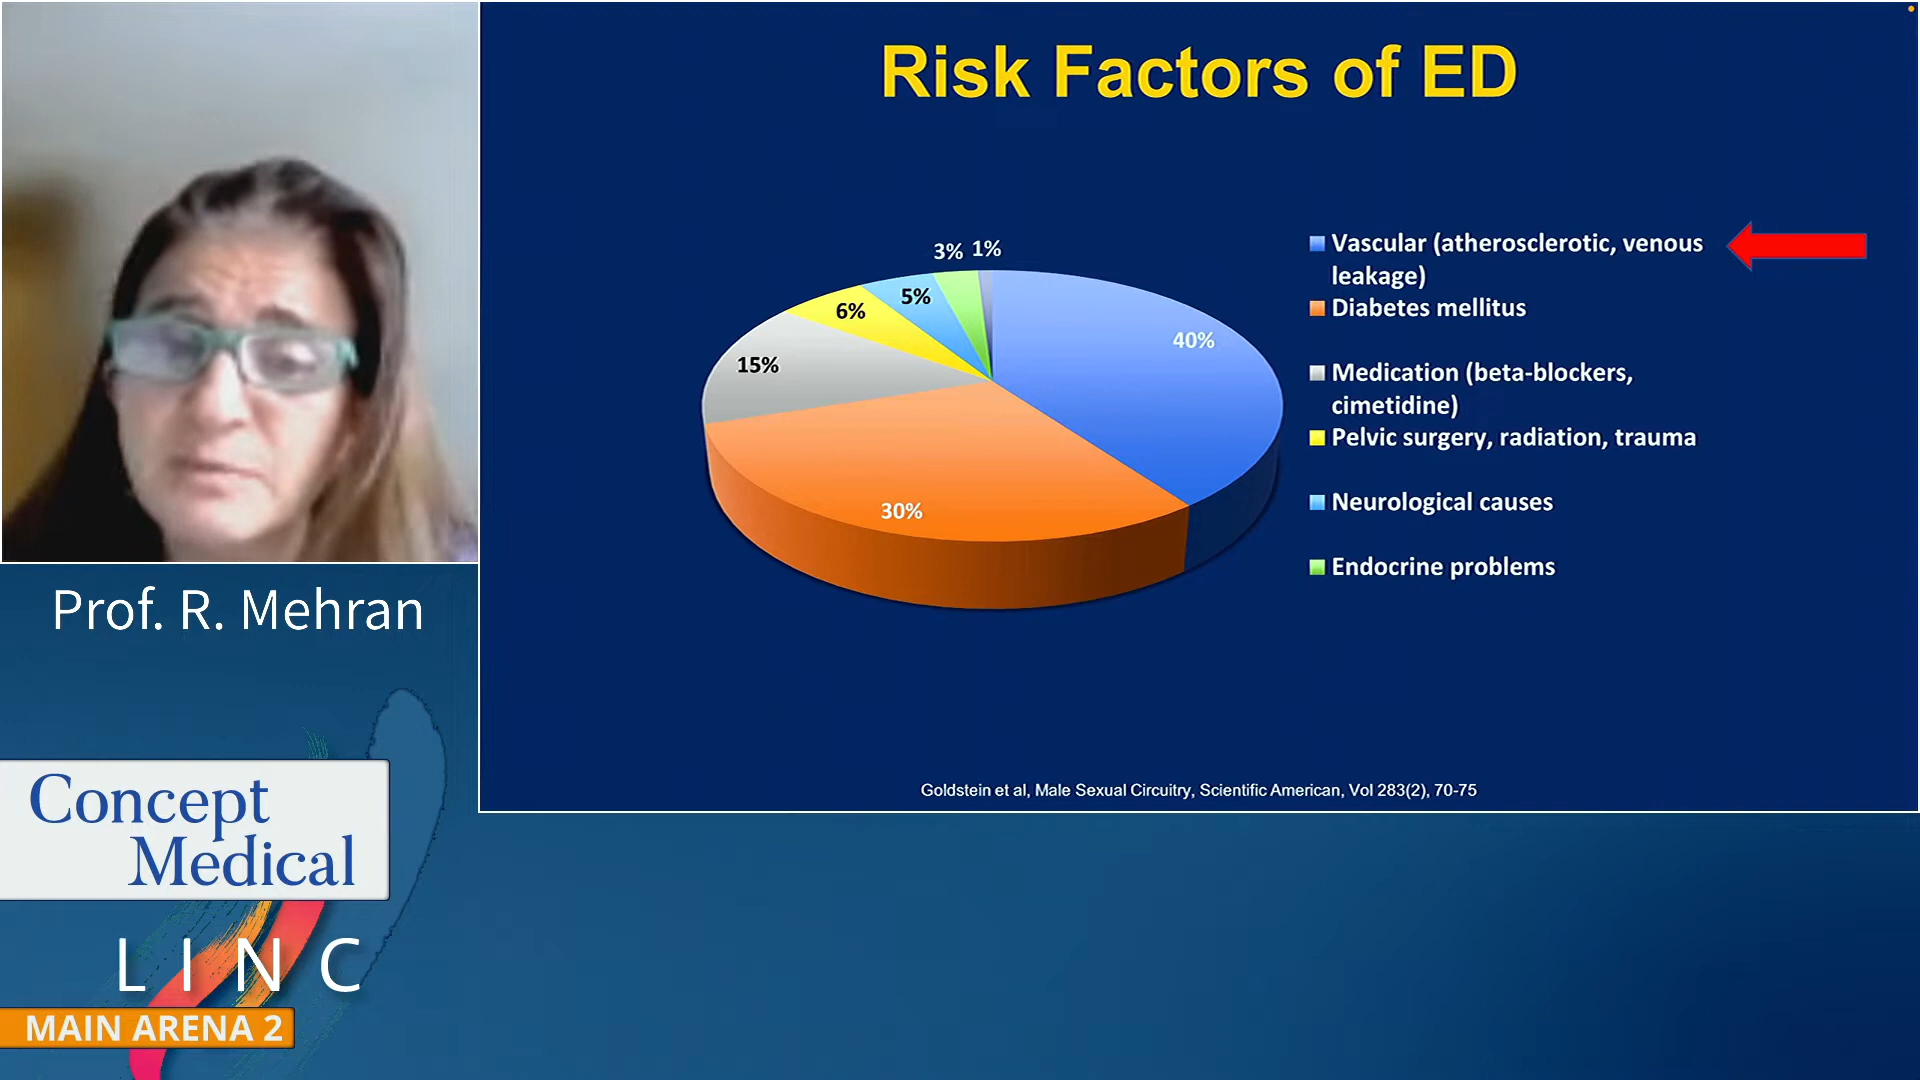 Risk Factors of ED
3% 1%
5%
6%
15%
40%
30%
Vascular (atherosclerotic, venous
leakage)
Diabetes mellitus
Medication (beta-blockers,
cimetidine)
Pelvic surgery, radiation, trauma
Neurological causes
Endocrine problems
Goldstein et al, Male Sexual Circuitry, Scientific American, Vol 283(2), 70-75
Prof. R. Mehran
Concept
Medical
LINC
MAIN ARENA 2